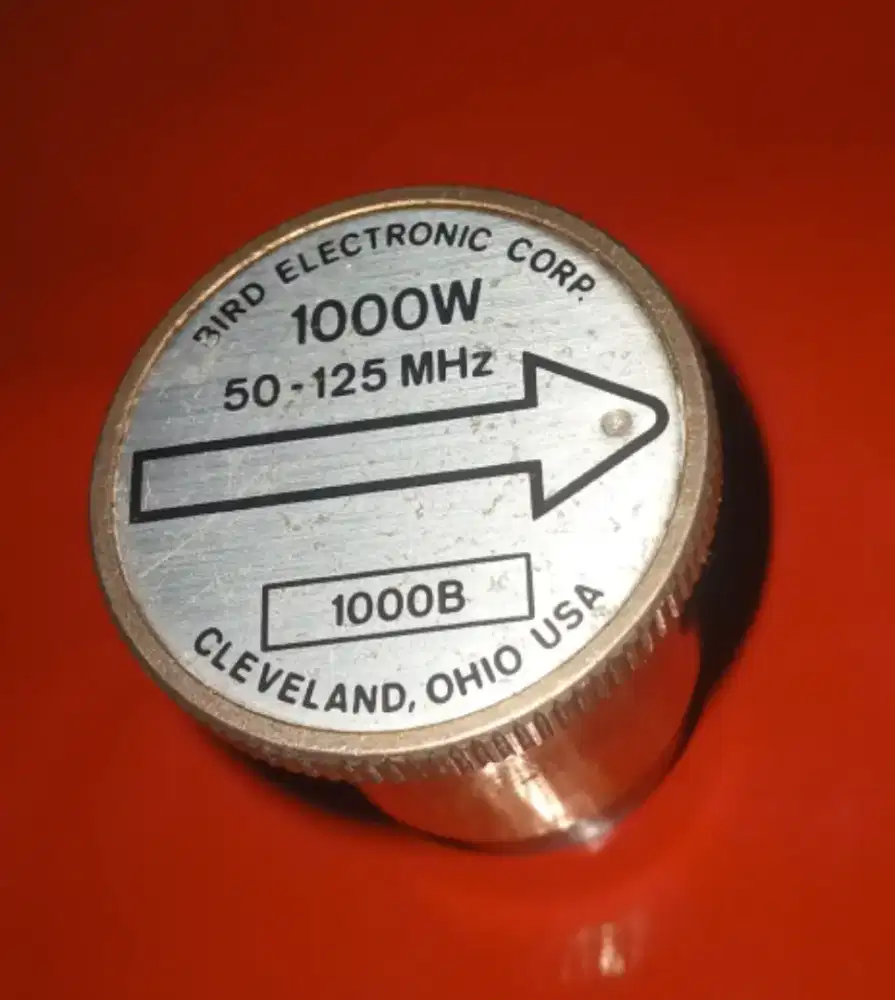 BIRD ELECTRONIC CORP.
1000W
50-125 MHz
1000B
CLEVELAND, OHIO USA